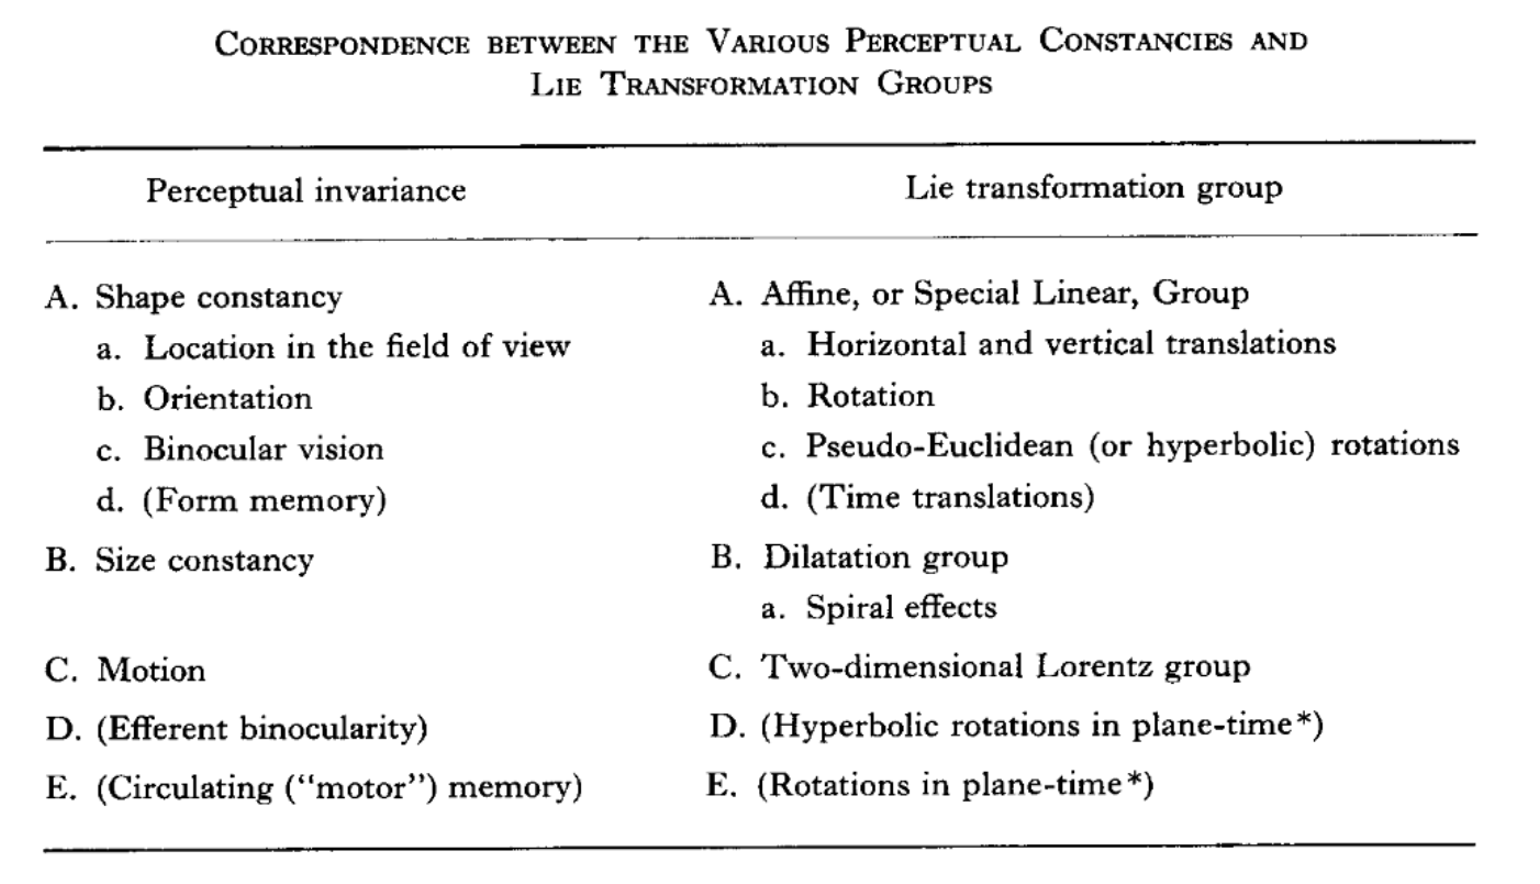 CORRESPONDENCE BETWEEN THE VARIOUS PERCEPTUAL CONSTANCIES AND
LIE TRANSFORMATION GROUPS
Perceptual invariance Lie transformation group
A. Shape constancy A. Affine, or Special Linear, Group
a. Location in the field of view a. Horizontal and vertical translations
b. Orientation b. Rotation
c. Binocular vision c. Pseudo-Euclidean (or hyperbolic) rotations
d. (Form memory) d. (Time translations)
B. Size constancy B. Dilatation group
a. Spiral effects
C. Motion C. Two-dimensional Lorentz group
D. (Efferent binocularity) D. (Hyperbolic rotations in plane-time*)
E. (Circulating (“motor”) memory) E. (Rotations in plane-time*)